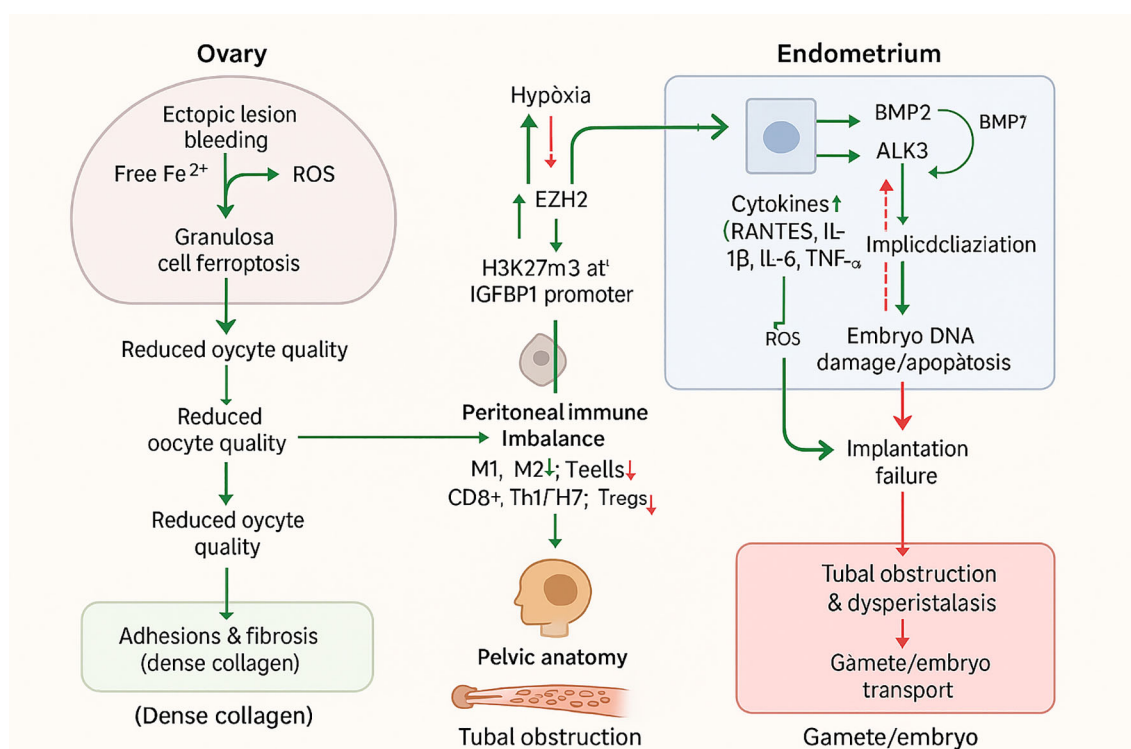 Ovary
Ectopic lesion
bleeding
Free Fe²⁺
ROS
Granulosa
cell ferroptosis
Reduced oycyte quality
Reduced
oocyte quality
Reduced oycyte
quality
Adhesions & fibrosis
(dense collagen)
(Dense collagen)
Hypòxia
EZH2
H3K27m3 at
IGFBP1 promoter
Peritoneal immune
Imbalance
M1, M2↓; Teells↓
CD8+, Th1/ΓH7; Tregs↓
Pelvic anatomy
Tubal obstruction
Endometrium
BMP2
BMP7
ALK3
Cytokines↑
(RANTES, IL-
1β, IL-6, TNF-α
Implicdcliaziation
ROS
Embryo DNA
damage/apopàtosis
Implantation
failure
Tubal obstruction
& dysperistalasis
Gàmete/embryo
transport
Gamete/embryo